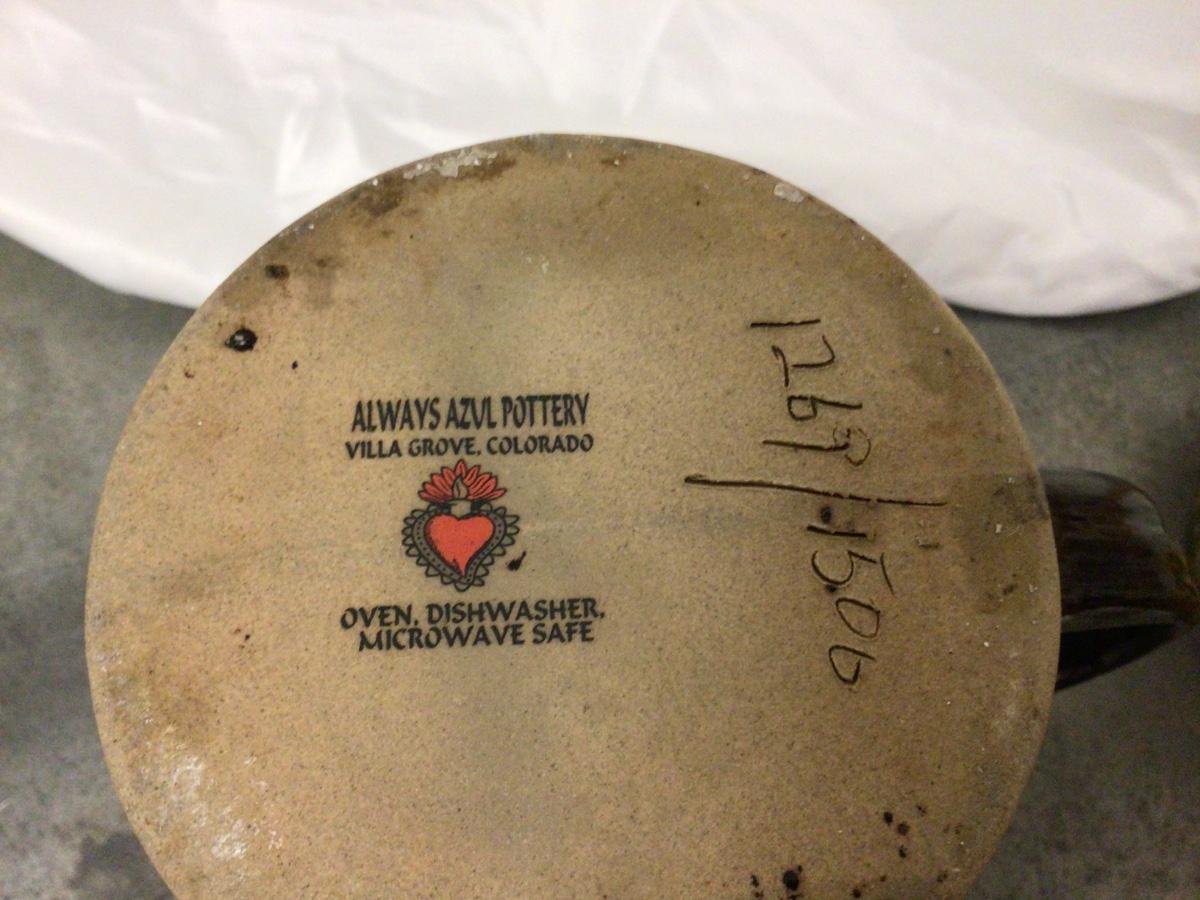 ALWAYS AZUL POTTERY
VILLA GROVE, COLORADO
OVEN, DISHWASHER,
MICROWAVE SAFE
1269/1500